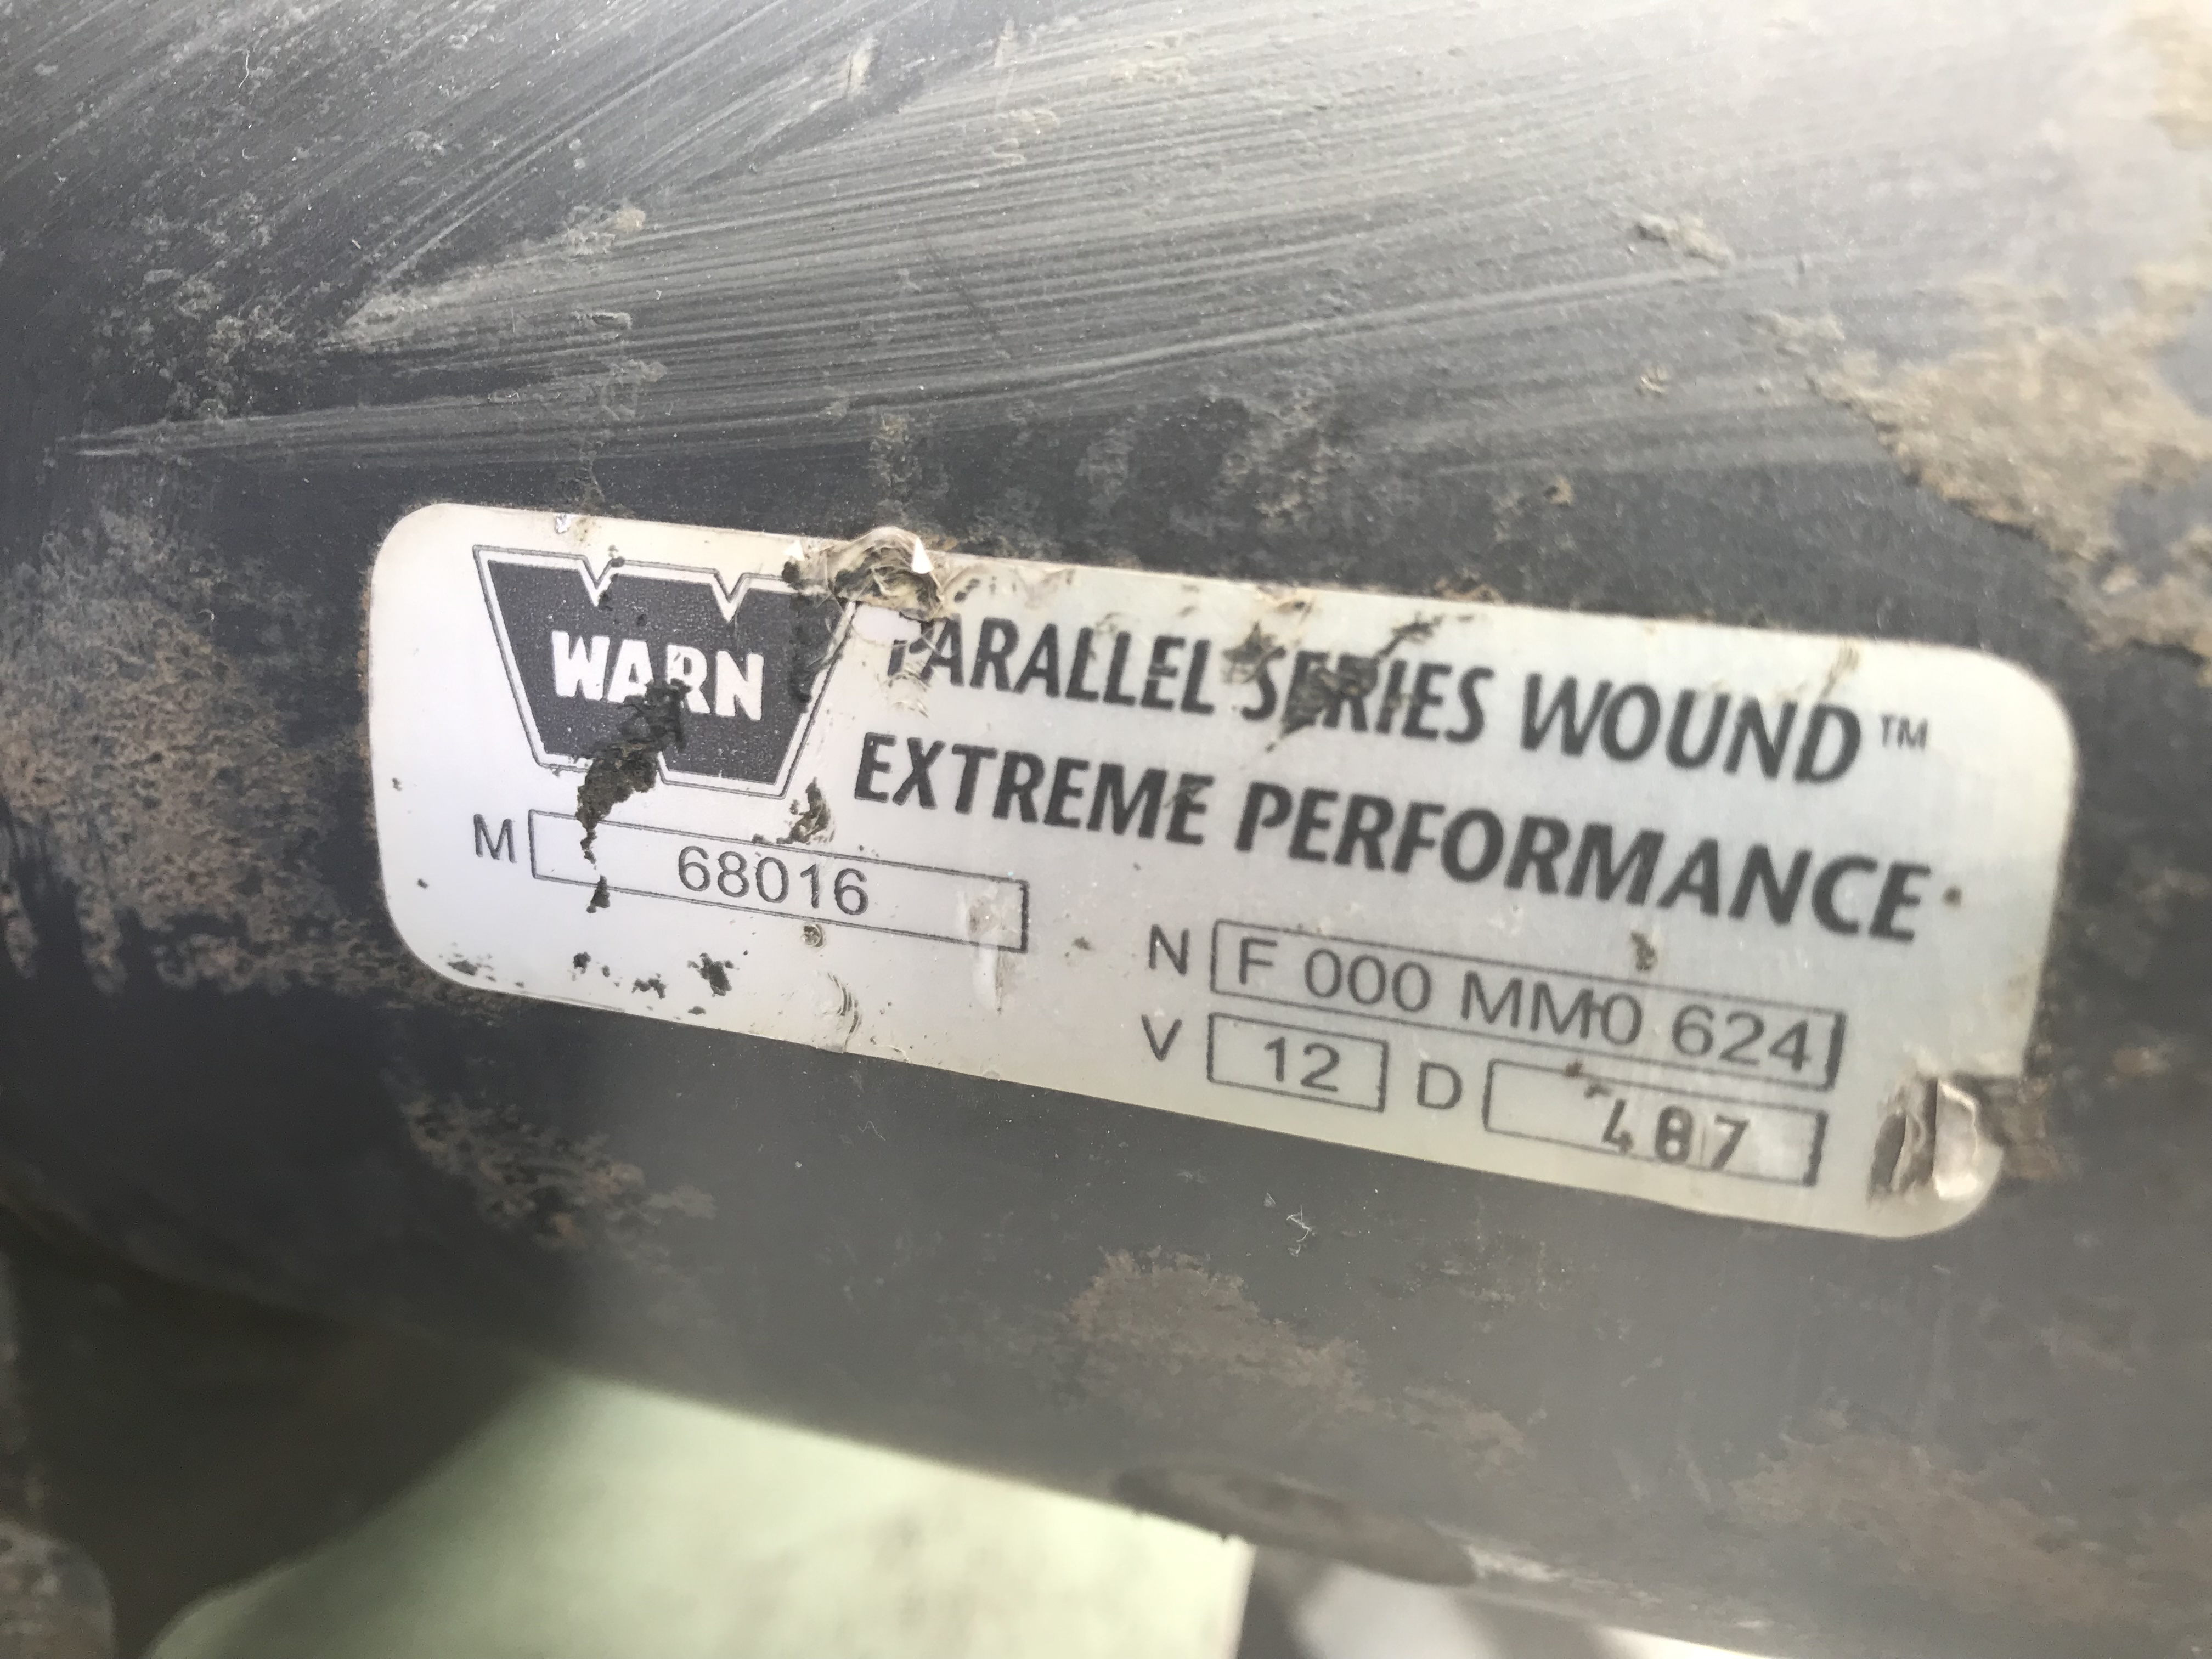 WARN
PARALLEL SERIES WOUND™
EXTREME PERFORMANCE
M 68016
N F 000 MM0 624
V 12 D 487